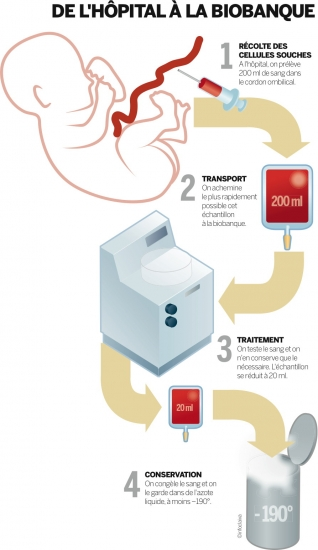 DE L'HÔPITAL À LA BIOBANQUE
1
RÉCOLTE DES
CELLULES SOUCHES
A l'hôpital, on prélève
200 ml de sang dans
le cordon ombilical.
2
TRANSPORT
On achemine
le plus rapidement
possible cet
échantillon
à la biobanque.
200 ml
3
TRAITEMENT
On teste le sang et on
n'en conserve que le
nécessaire. L'échantillon
se réduit à 20 ml.
20 ml
4
CONSERVATION
On congèle le sang et on
le garde dans de l'azote
liquide, à moins –190°.
-190°